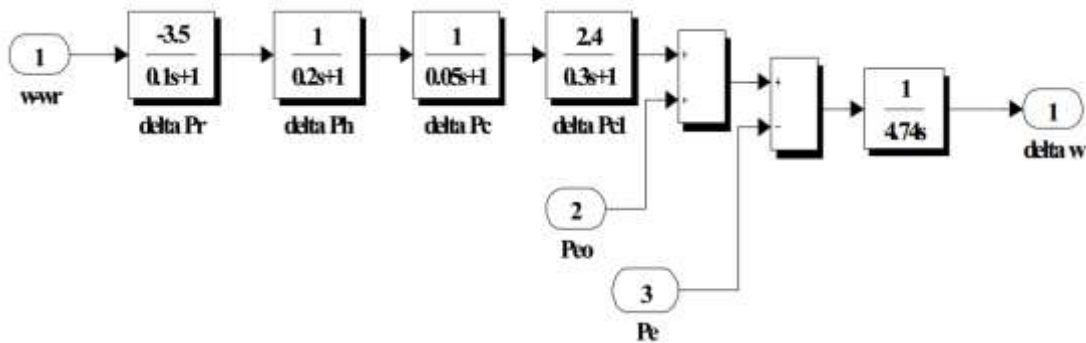 1
w-wr
-3.5
0.1s+1
delta Pr
1
0.2s+1
delta Ph
1
0.05s+1
delta Pc
2.4
0.3s+1
delta Pc1
+
+
+
−
1
4.74s
1
delta w
2
Peo
3
Pe